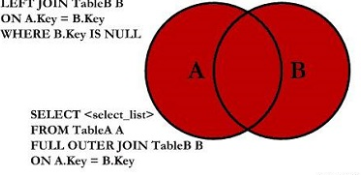 LEFT JOIN TableB B
ON A.Key = B.Key
WHERE B.Key IS NULL
A B
SELECT <select_list>
FROM TableA A
FULL OUTER JOIN TableB B
ON A.Key = B.Key